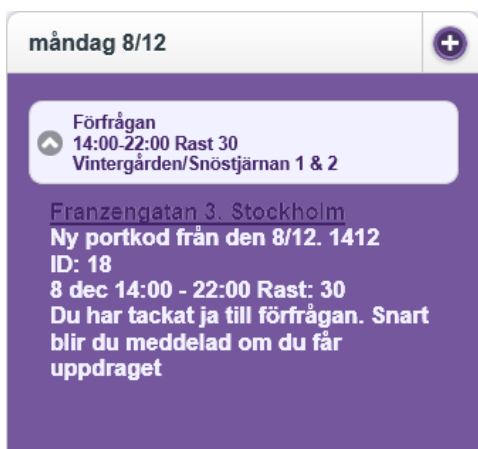 måndag 8/12
Förfrågan
14:00-22:00 Rast 30
Vintergården/Snöstjärnan 1 & 2
Franzengatan 3. Stockholm
Ny portkod från den 8/12. 1412
ID: 18
8 dec 14:00 - 22:00 Rast: 30
Du har tackat ja till förfrågan. Snart
blir du meddelad om du får
uppdraget